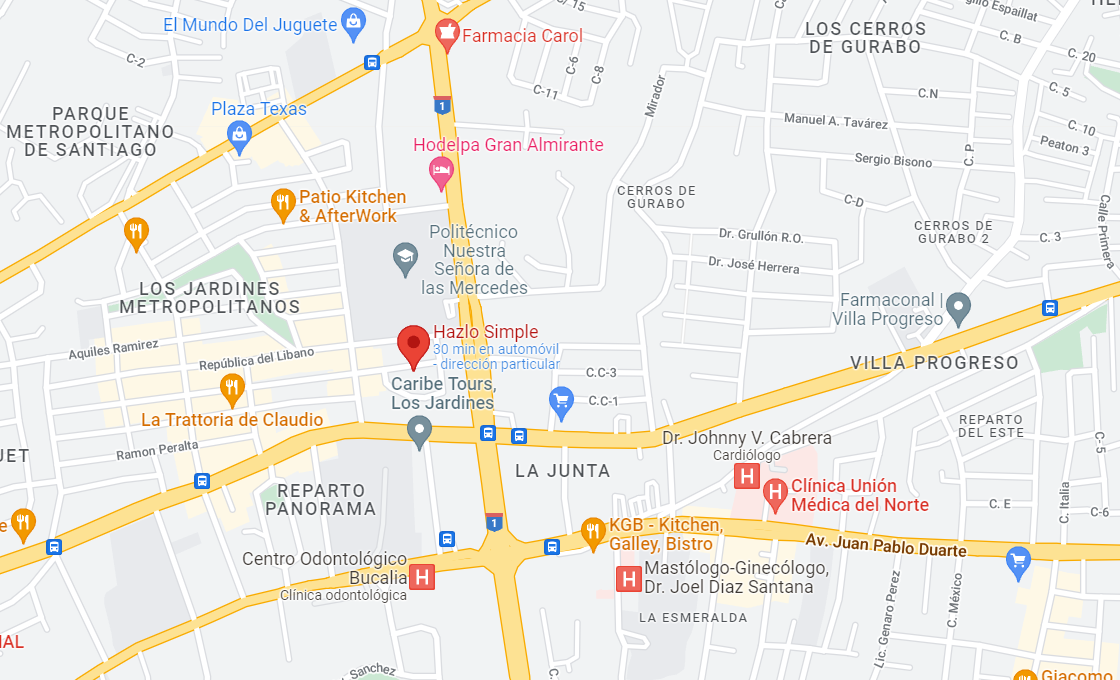 El Mundo Del Juguete
Farmacia Carol
15
C-2
C-6
C-8
C-11
1
LOS CERROS
DE GURABO
Espaillat
C. B
C. 20
C. 5
C.N
Mirador
Manuel A. Tavárez
C. 10
Peaton 3
Sergio Bisono
C. P
PARQUE
METROPOLITANO
DE SANTIAGO
Plaza Texas
Hodelpa Gran Almirante
CERROS DE
GURABO
C-D
Calle Primera
Patio Kitchen
& AfterWork
Politécnico
Nuestra
Señora de
las Mercedes
Dr. Grullón R.O.
CERROS DE
GURABO 2
C. 3
Dr. José Herrera
LOS JARDINES
METROPOLITANOS
Farmaconal |
Villa Progreso
Aquiles Ramirez
República del Libano
Hazlo Simple
30 min en automóvil
- dirección particular
VILLA PROGRESO
Caribe Tours,
Los Jardines
C.C-3
C.C-1
La Trattoria de Claudio
Ramon Peralta
Dr. Johnny V. Cabrera
Cardiólogo
REPARTO
DEL ESTE
C-5
LA JUNTA
H
H
Clínica Unión
Médica del Norte
REPARTO
PANORAMA
C. E
C. Italia
C-6
1
KGB - Kitchen,
Galley, Bistro
Av. Juan Pablo Duarte
Centro Odontológico
Bucalia
Clínica odontológica
H
H
Mastólogo-Ginecólogo,
Dr. Joel Diaz Santana
LA ESMERALDA
Lic. Genaro Perez
C. México
Sanchez
Giacomo